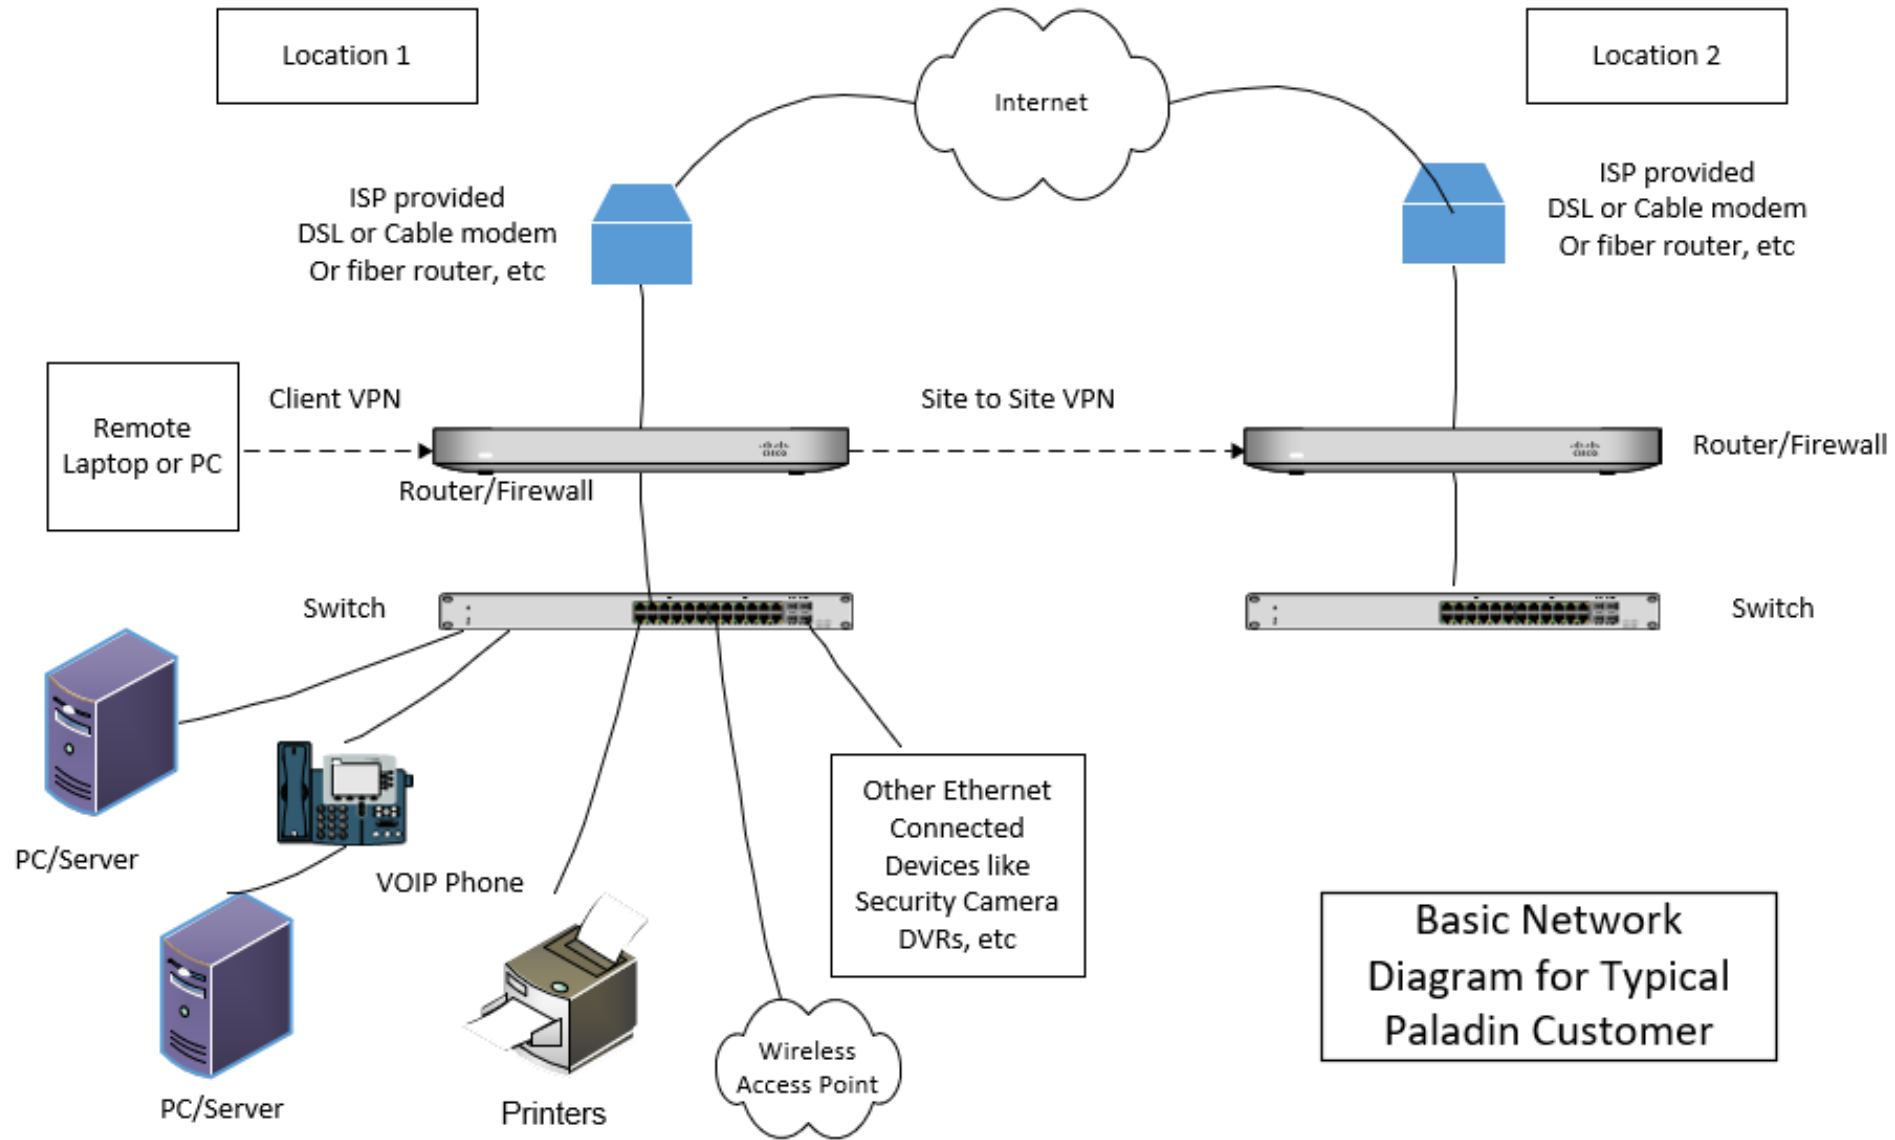 Location 1
Location 2
Internet
ISP provided
DSL or Cable modem
Or fiber router, etc
ISP provided
DSL or Cable modem
Or fiber router, etc
Client VPN
Site to Site VPN
Remote
Laptop or PC
Router/Firewall
cisco
cisco
Router/Firewall
Switch
Switch
PC/Server
VOIP Phone
Other Ethernet
Connected
Devices like
Security Camera
DVRs, etc
PC/Server
Printers
Wireless
Access Point
Basic Network
Diagram for Typical
Paladin Customer